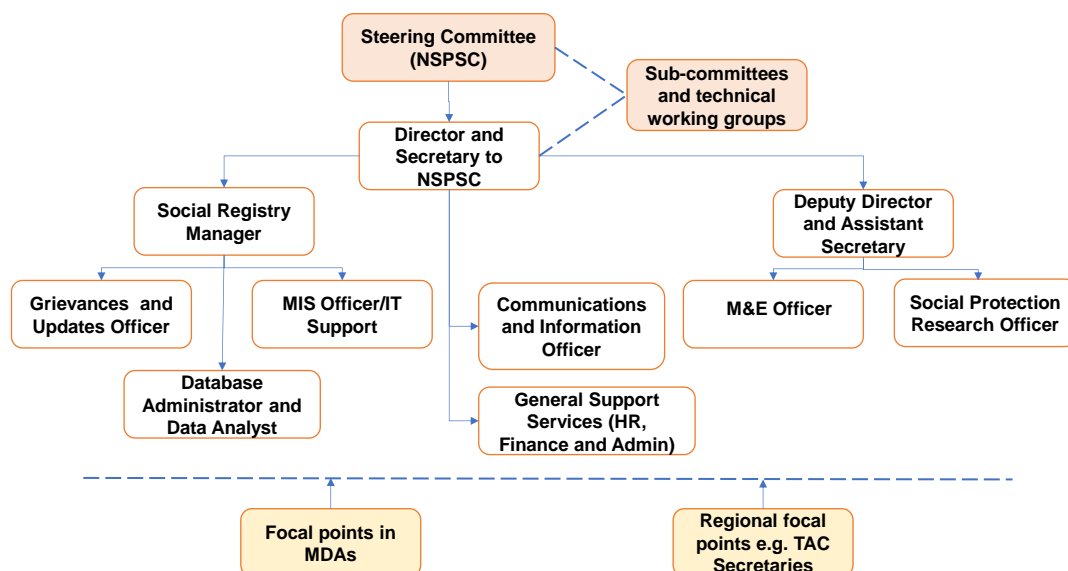 Steering Committee
(NSPSC)
Sub-committees
and technical
working groups
Director and
Secretary to
NSPSC
Social Registry
Manager
Deputy Director
and Assistant
Secretary
Grievances and
Updates Officer
MIS Officer/IT
Support
Communications
and Information
Officer
M&E Officer
Social Protection
Research Officer
Database
Administrator and
Data Analyst
General Support
Services (HR,
Finance and Admin)
Focal points in
MDAs
Regional focal
points e.g. TAC
Secretaries